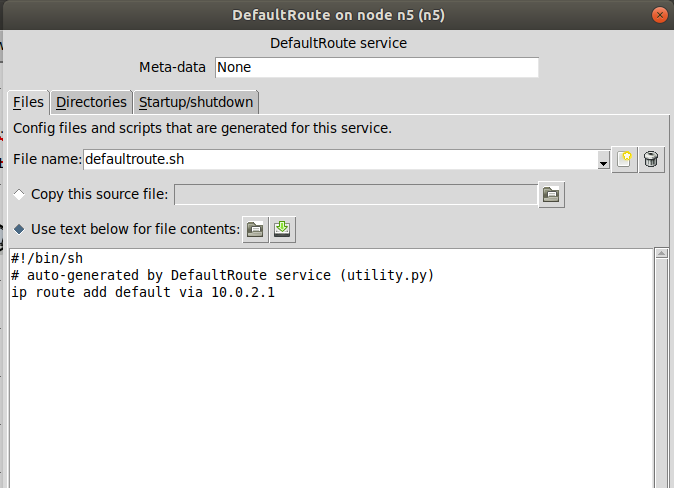 DefaultRoute on node n5 (n5)
DefaultRoute service
Meta-data None
Files Directories Startup/shutdown
Config files and scripts that are generated for this service.
File name: defaultroute.sh
Copy this source file:
Use text below for file contents:
#!/bin/sh
# auto-generated by DefaultRoute service (utility.py)
ip route add default via 10.0.2.1